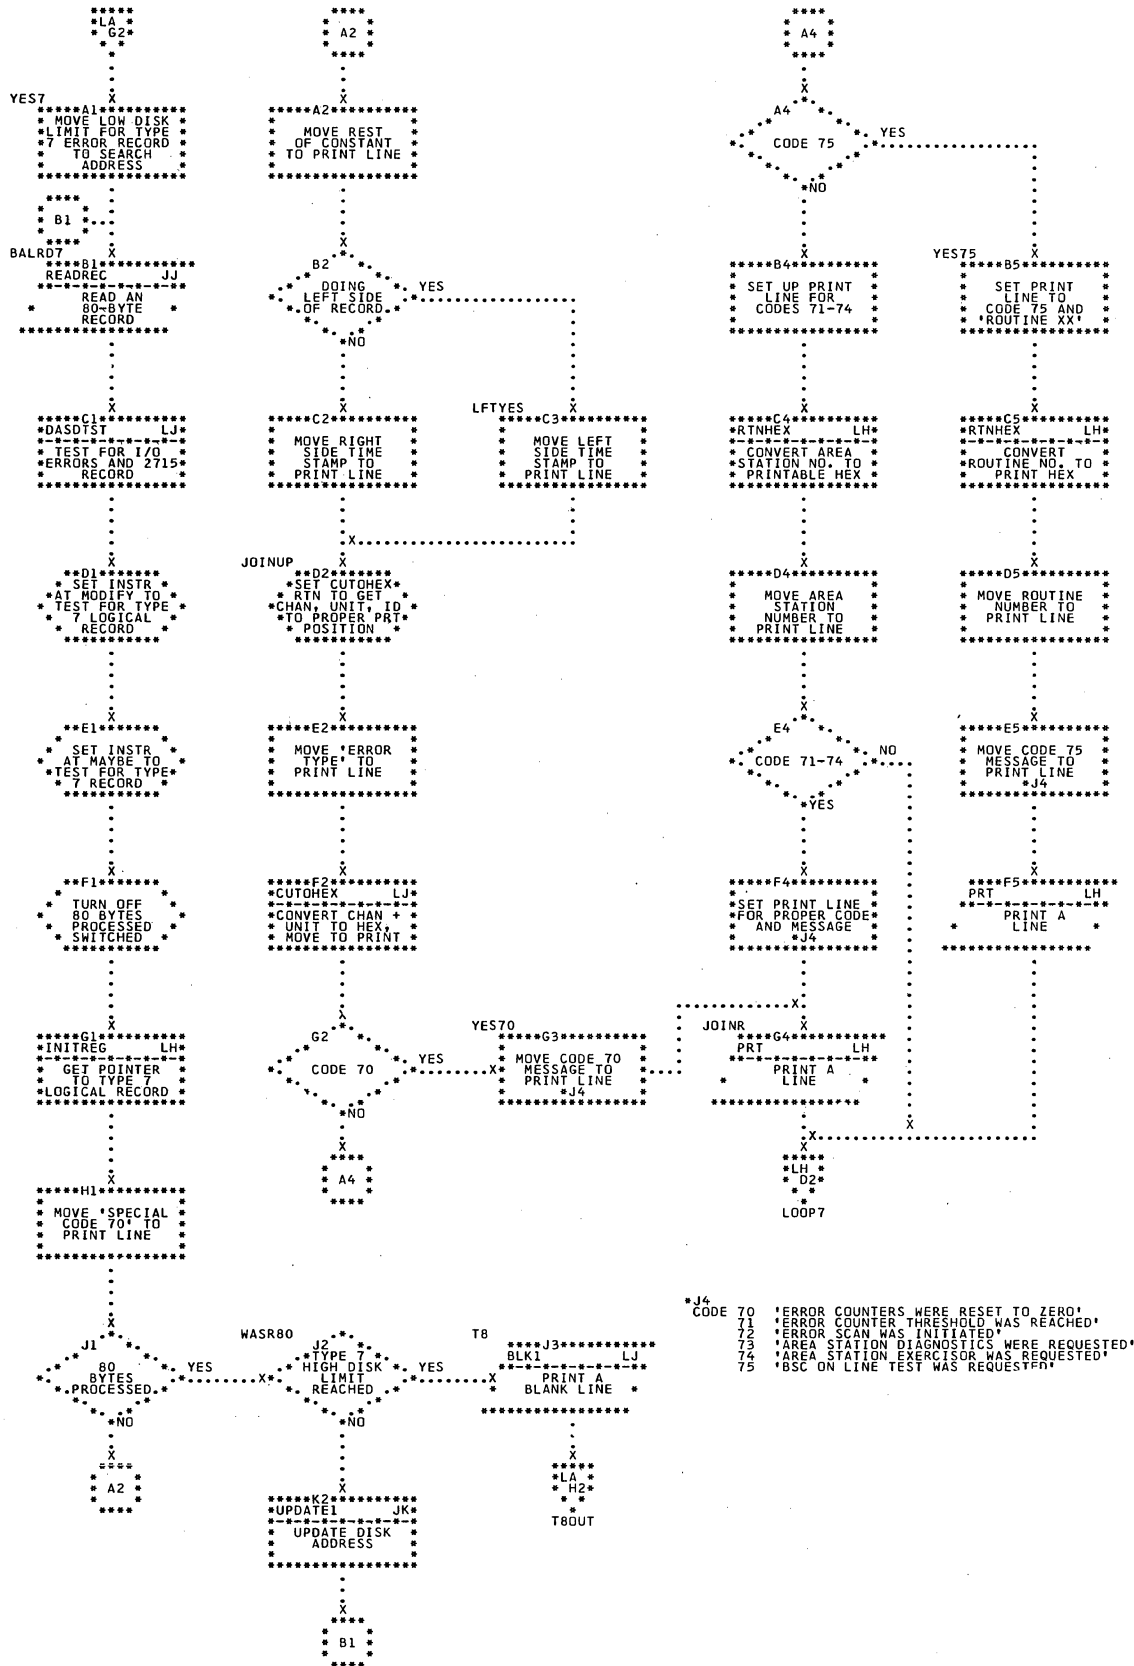 LA
G2
YES7
A1
MOVE LOW DISK
LIMIT FOR TYPE
7 ERROR RECORD
TO SEARCH
ADDRESS
B1
BALRD7
B1
READREC JJ
READ AN
80-BYTE
RECORD
C1
DASDTST LJ
TEST FOR I/O
ERRORS AND 2715
RECORD
D1
SET INSTR
AT MODIFY TO
TEST FOR TYPE
7 LOGICAL
RECORD
E1
SET INSTR
AT MAYBE TO
TEST FOR TYPE
7 RECORD
F1
TURN OFF
80 BYTES
PROCESSED
SWITCHED
G1
INITREG LH
GET POINTER
TO TYPE 7
LOGICAL RECORD
H1
MOVE 'SPECIAL
CODE 70' TO
PRINT LINE
J1
80
BYTES
PROCESSED
YES
NO
A2
A2
A2
MOVE REST
OF CONSTANT
TO PRINT LINE
B2
DOING
LEFT SIDE
OF RECORD
YES
NO
C2
MOVE RIGHT
SIDE TIME
STAMP TO
PRINT LINE
LFTYES
C3
MOVE LEFT
SIDE TIME
STAMP TO
PRINT LINE
JOINUP
D2
SET CUTOHEX
RTN TO GET
CHAN, UNIT, ID
TO PROPER PRT
POSITION
E2
MOVE 'ERROR
TYPE' TO
PRINT LINE
F2
CUTOHEX LJ
CONVERT CHAN +
UNIT TO HEX,
MOVE TO PRINT
G2
CODE 70
YES
NO
A4
YES70
G3
MOVE CODE 70
MESSAGE TO
PRINT LINE
*J4
WASR80
J2
TYPE 7
HIGH DISK
LIMIT
REACHED
YES
NO
T8
J3
BLK1 LJ
PRINT A
BLANK LINE
LA
H2
T8OUT
K2
UPDATE1 JK
UPDATE DISK
ADDRESS
B1
A4
A4
CODE 75
YES
NO
B4
SET UP PRINT
LINE FOR
CODES 71-74
C4
RTNHEX LH
CONVERT AREA
STATION NO. TO
PRINTABLE HEX
D4
MOVE AREA
STATION
NUMBER TO
PRINT LINE
E4
CODE 71-74
NO
YES
F4
SET PRINT LINE
FOR PROPER CODE
AND MESSAGE
*J4
JOINR
G4
PRT LH
PRINT A
LINE
LH
D2
LOOP7
YES75
B5
SET PRINT
LINE TO
CODE 75 AND
'ROUTINE XX'
C5
RTNHEX LH
CONVERT
ROUTINE NO. TO
PRINT HEX
D5
MOVE ROUTINE
NUMBER TO
PRINT LINE
E5
MOVE CODE 75
MESSAGE TO
PRINT LINE
*J4
F5
PRT LH
PRINT A
LINE
*J4
CODE 70 'ERROR COUNTERS WERE RESET TO ZERO'
71 'ERROR COUNTER THRESHOLD WAS REACHED'
72 'ERROR SCAN WAS INITIATED'
73 'AREA STATION DIAGNOSTICS WERE REQUESTED'
74 'AREA STATION EXERCISOR WAS REQUESTED'
75 'BSC ON LINE TEST WAS REQUESTED'